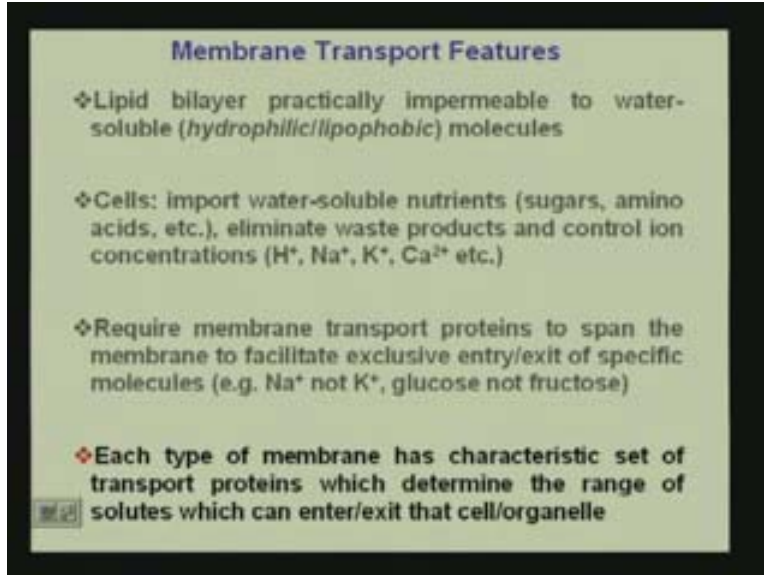 Membrane Transport Features
❖Lipid bilayer practically impermeable to water-
soluble (hydrophilic/lipophobic) molecules
❖Cells: import water-soluble nutrients (sugars, amino
acids, etc.), eliminate waste products and control ion
concentrations (H⁺, Na⁺, K⁺, Ca²⁺ etc.)
❖Require membrane transport proteins to span the
membrane to facilitate exclusive entry/exit of specific
molecules (e.g. Na⁺ not K⁺, glucose not fructose)
❖Each type of membrane has characteristic set of
transport proteins which determine the range of
solutes which can enter/exit that cell/organelle